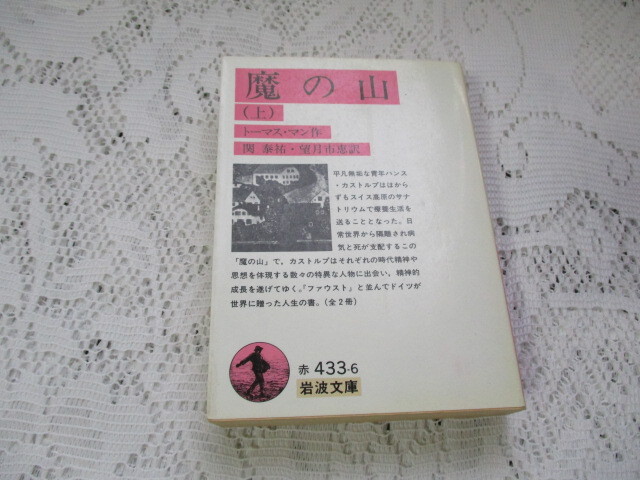 魔の山
(上)
トーマス・マン作
関 泰祐・望月市恵訳
平凡無垢な青年ハンス
・カストルプははから
ずもスイス高原のサナ
トリウムで療養生活を
送ることとなった。日
常世界から隔離され病
気と死が支配するこの
「魔の山」で、カストルプはそれぞれの時代精神や
思想を体現する数々の特異な人物に出会い、精神的
成長を遂げてゆく。『ファウスト』と並んでドイツが
世界に贈った人生の書。(全2冊)
赤 433-6
岩波文庫